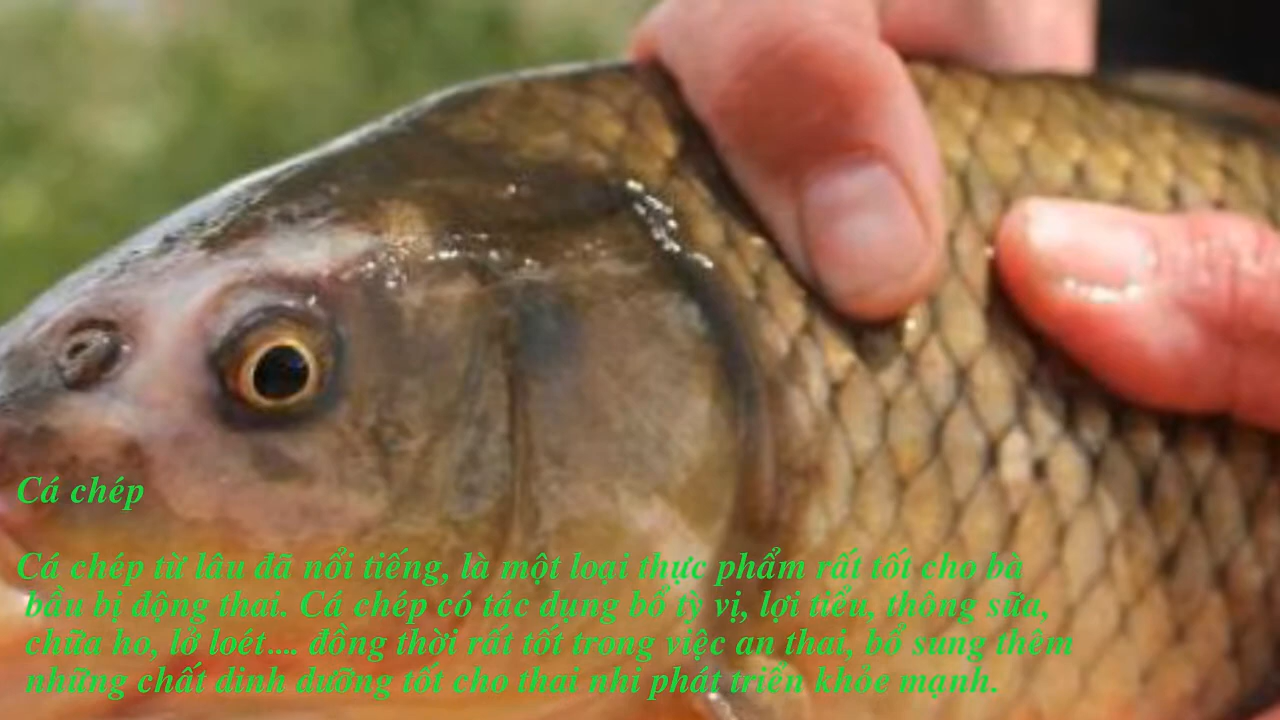 Cá chép
Cá chép từ lâu đã nổi tiếng, là một loại thực phẩm rất tốt cho bà
bầu bị động thai. Cá chép có tác dụng bổ tỳ vị, lợi tiểu, thông sữa,
chữa ho, lở loét.... đồng thời rất tốt trong việc an thai, bổ sung thêm
những chất dinh dưỡng tốt cho thai nhi phát triển khỏe mạnh.